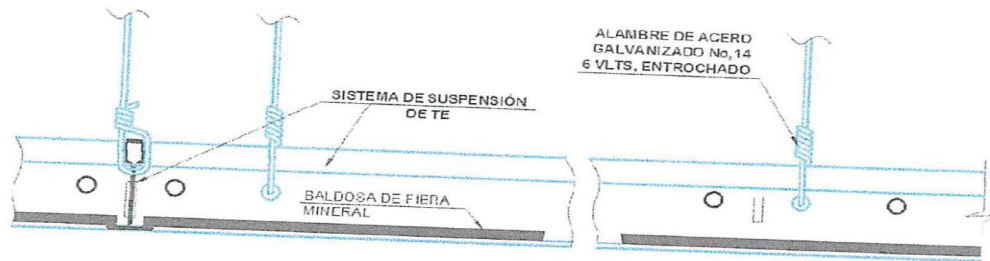 ALAMBRE DE ACERO
GALVANIZADO No,14
6 VLTS, ENTROCHADO
SISTEMA DE SUSPENSIÓN
DE TE
BALDOSA DE FIERA
MINERAL